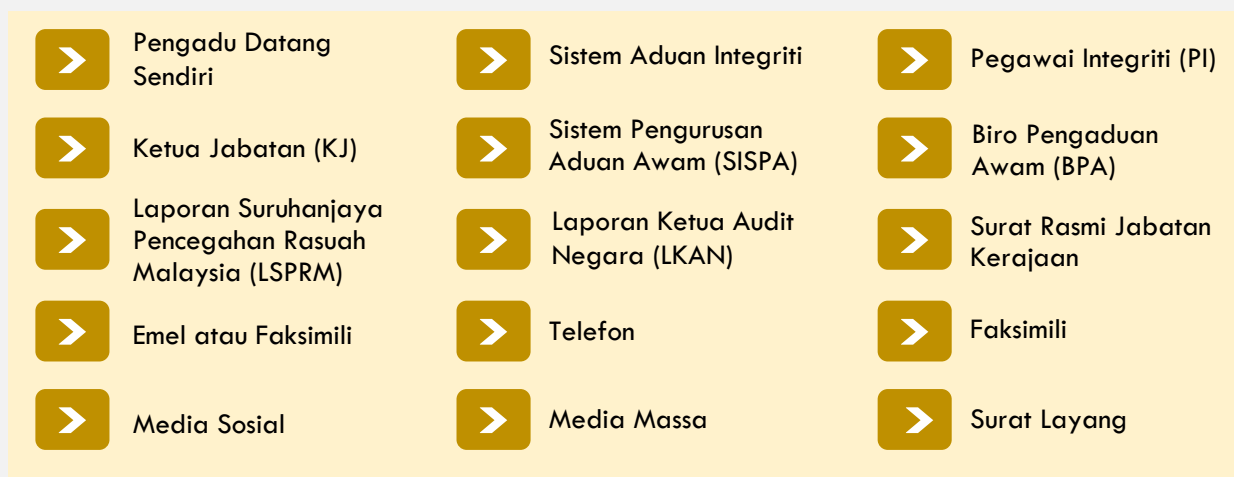 Pengadu Datang
Sendiri
Sistem Aduan Integriti
Pegawai Integriti (PI)
Ketua Jabatan (KJ)
Sistem Pengurusan
Aduan Awam (SISPA)
Biro Pengaduan
Awam (BPA)
Laporan Suruhanjaya
Pencegahan Rasuah
Malaysia (LSPRM)
Laporan Ketua Audit
Negara (LKAN)
Surat Rasmi Jabatan
Kerajaan
Emel atau Faksimili
Telefon
Faksimili
Media Sosial
Media Massa
Surat Layang